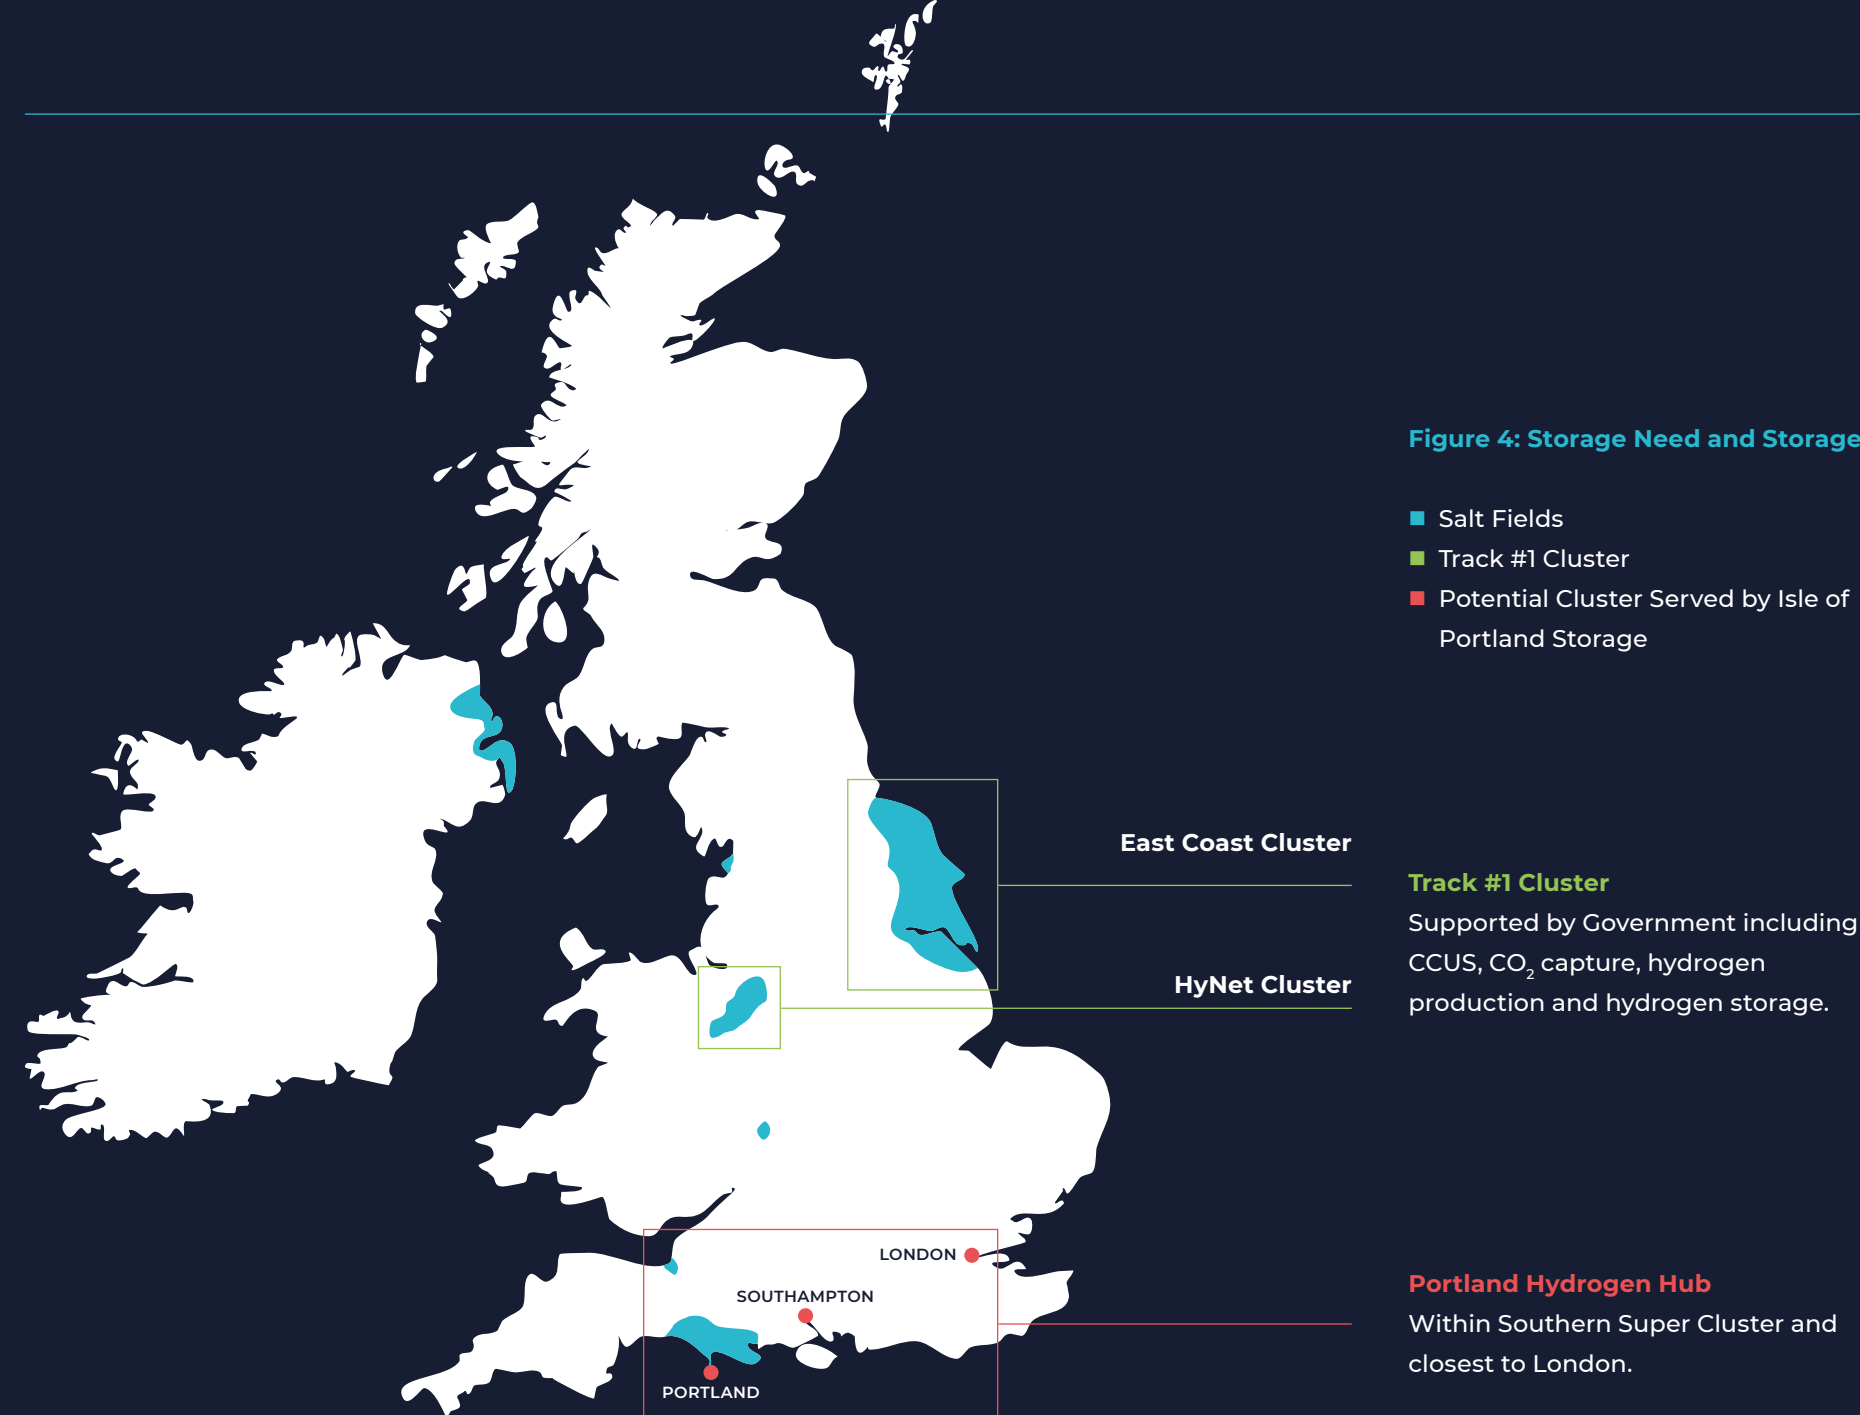 Figure 4: Storage Need and Storage
Salt Fields
Track #1 Cluster
Potential Cluster Served by Isle of
Portland Storage
East Coast Cluster
HyNet Cluster
Track #1 Cluster
Supported by Government including
CCUS, CO₂ capture, hydrogen
production and hydrogen storage.
LONDON
SOUTHAMPTON
PORTLAND
Portland Hydrogen Hub
Within Southern Super Cluster and
closest to London.